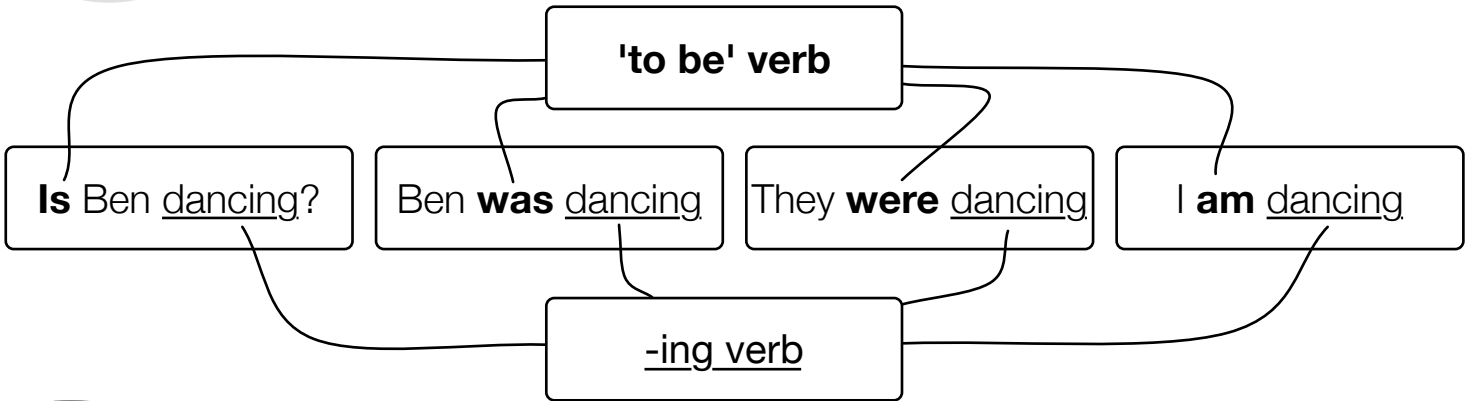 'to be' verb
Is Ben dancing?
Ben was dancing
They were dancing
I am dancing
-ing verb